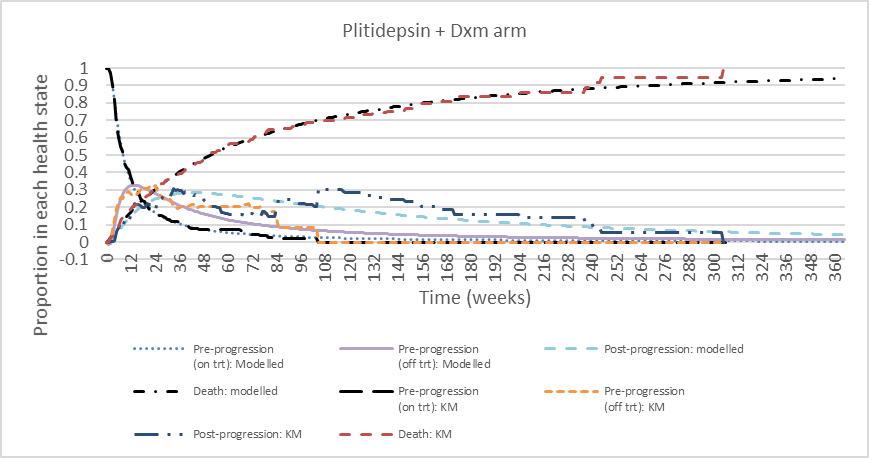 Plitidepsin + Dxm arm
Proportion in each health state
1
0.9
0.8
0.7
0.6
0.5
0.4
0.3
0.2
0.1
0
-0.1
0 12 24 36 48 60 72 84 96 108 120 132 144 156 168 180 192 204 216 228 240 252 264 276 288 300 312 324 336 348 360
Time (weeks)
Pre-progression
(on trt): Modelled
Pre-progression
(off trt): Modelled
Post-progression: modelled
Death: modelled
Pre-progression
(on trt): KM
Pre-progression
(off trt): KM
Post-progression: KM
Death: KM